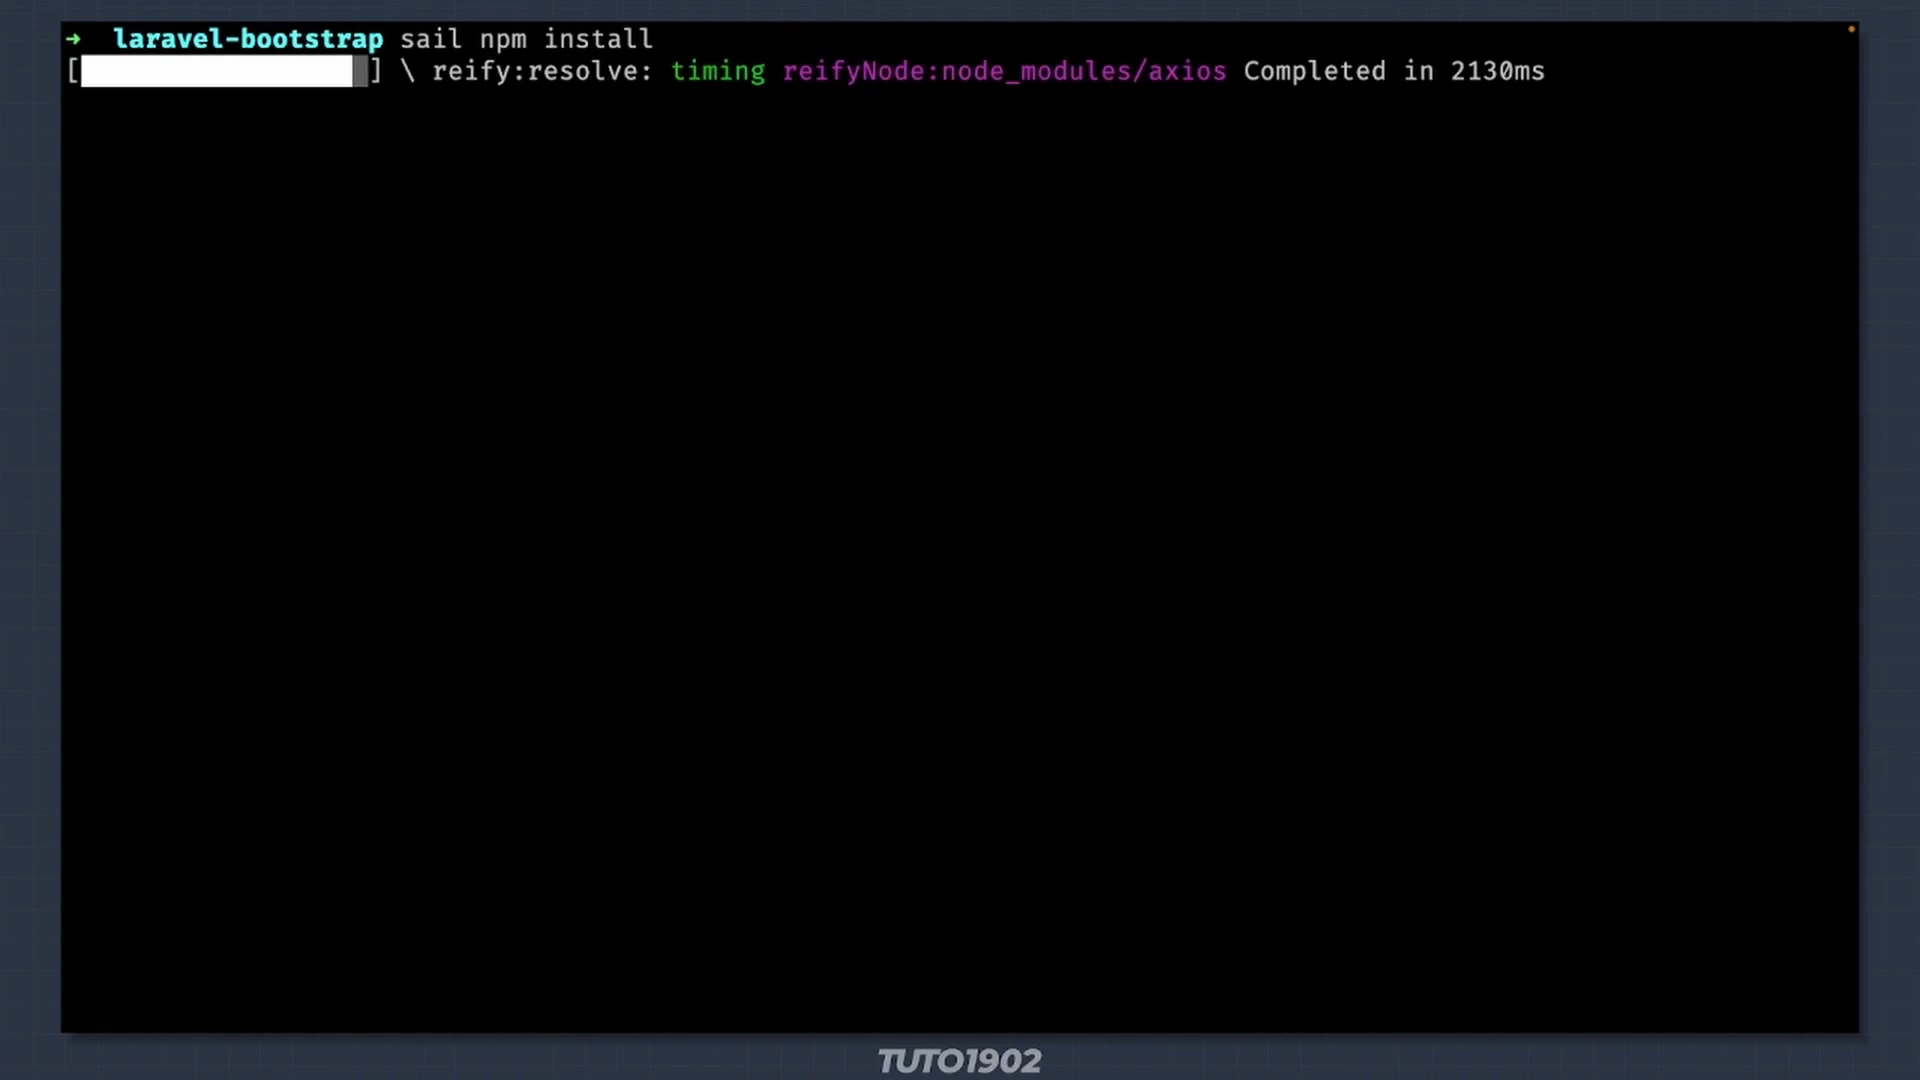 ➜ laravel-bootstrap sail npm install
[] \ reify:resolve: timing reifyNode:node_modules/axios Completed in 2130ms
TUTO1902